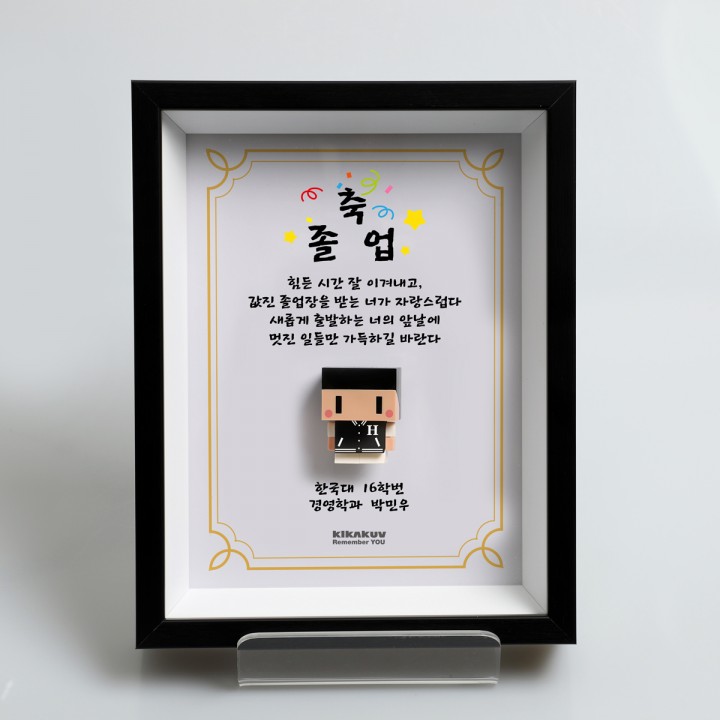 축
졸 업
힘든 시간 잘 이겨내고,
값진 졸업장을 받는 너가 자랑스럽다
새롭게 출발하는 너의 앞날에
멋진 일들만 가득하길 바란다
H
한국대 16학번
경영학과 박민우
KIKAKUV
Remember YOU